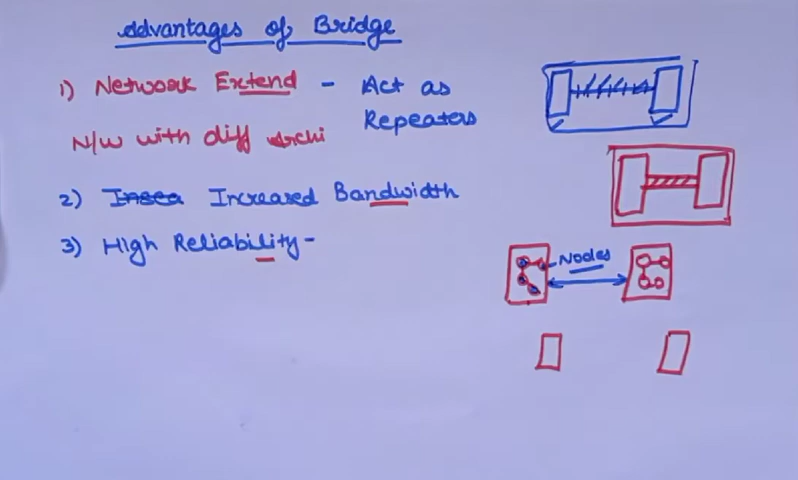 Advantages of Bridge
1) Network Extend - Act as
Repeaters
N/w with diff Archi
2) Increased Bandwidth
3) High Reliability -
Nodes